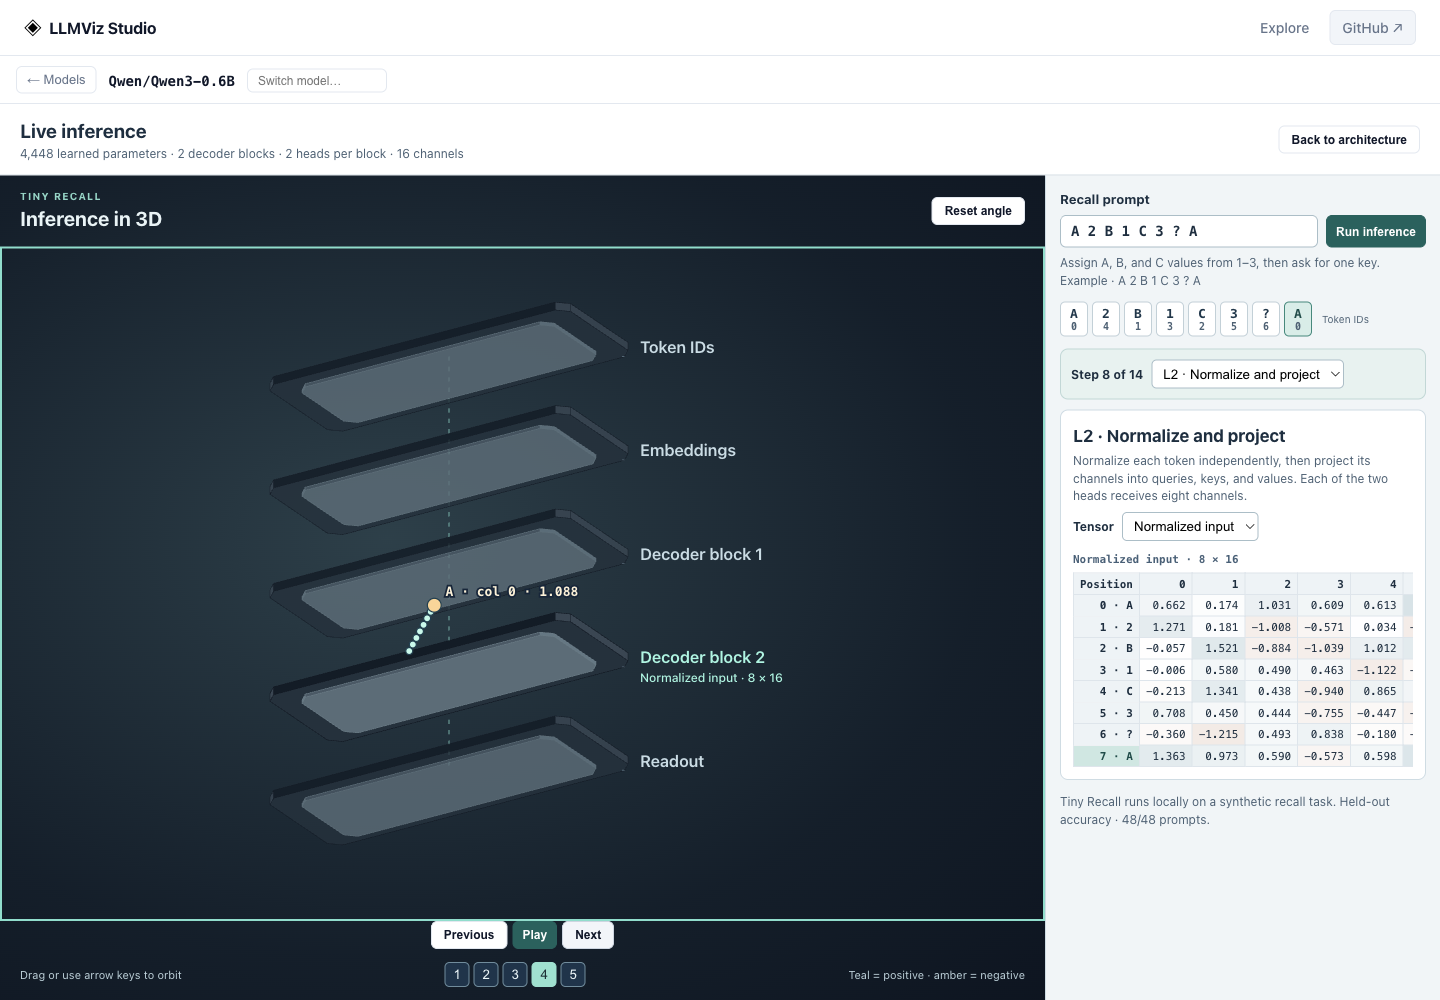 LLMViz Studio
Explore
GitHub ↗
← Models
Qwen/Qwen3-0.6B
Switch model...
Live inference
4,448 learned parameters · 2 decoder blocks · 2 heads per block · 16 channels
Back to architecture
TINY RECALL
Inference in 3D
Reset angle
Token IDs
Embeddings
Decoder block 1
A · col 0 · 1.088
Decoder block 2
Normalized input · 8 × 16
Readout
Previous
Play
Next
Drag or use arrow keys to orbit
1 2 3 4 5
Teal = positive · amber = negative
Recall prompt
A 2 B 1 C 3 ? A
Run inference
Assign A, B, and C values from 1–3, then ask for one key.
Example · A 2 B 1 C 3 ? A
A 2 B 1 C 3 ? A
0 4 1 3 2 5 6 0
Token IDs
Step 8 of 14
L2 · Normalize and project
L2 · Normalize and project
Normalize each token independently, then project its
channels into queries, keys, and values. Each of the two
heads receives eight channels.
Tensor
Normalized input
Normalized input · 8 × 16
Position 0 1 2 3 4
0 · A 0.662 0.174 1.031 0.609 0.613
1 · 2 1.271 0.181 −1.008 −0.571 0.034 −
2 · B −0.057 1.521 −0.884 −1.039 1.012
3 · 1 −0.006 0.580 0.490 0.463 −1.122 −
4 · C −0.213 1.341 0.438 −0.940 0.865
5 · 3 0.708 0.450 0.444 −0.755 −0.447 −
6 · ? −0.360 −1.215 0.493 0.838 −0.180 −
7 · A 1.363 0.973 0.590 −0.573 0.598
Tiny Recall runs locally on a synthetic recall task. Held-out
accuracy · 48/48 prompts.